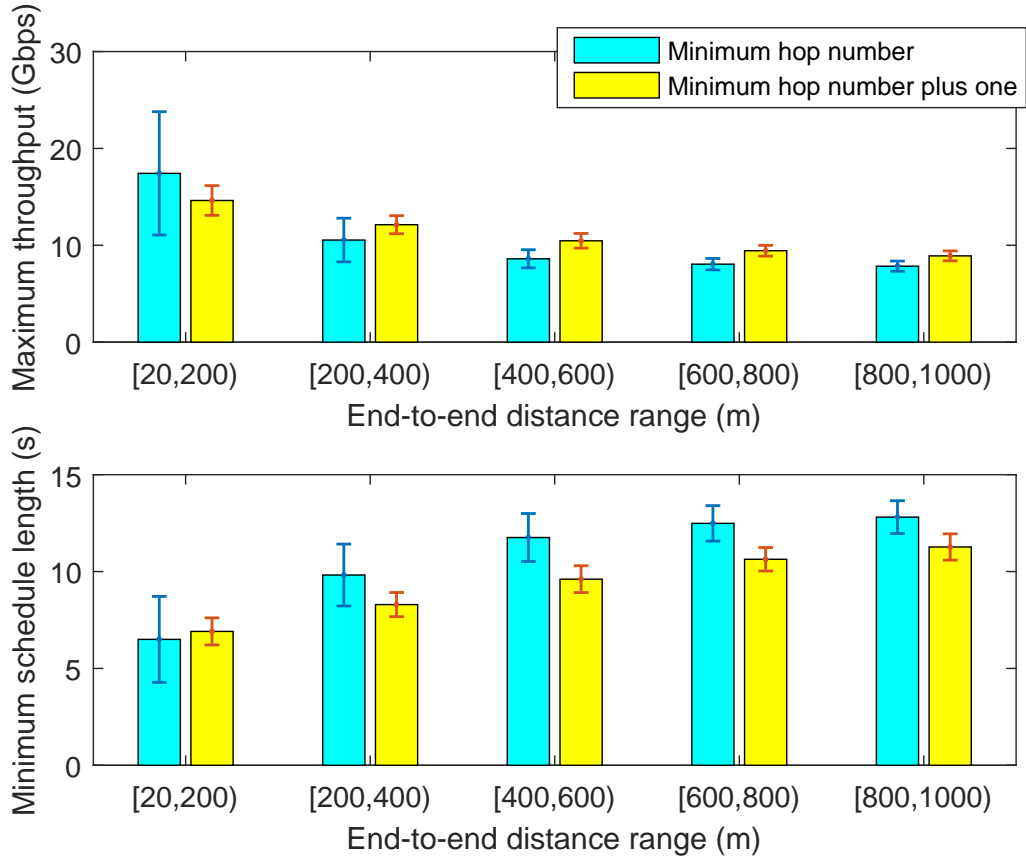 Maximum throughput (Gbps)
30
20
10
0
Minimum hop number
Minimum hop number plus one
[20,200) [200,400) [400,600) [600,800) [800,1000)
End-to-end distance range (m)
Minimum schedule length (s)
15
10
5
0
[20,200) [200,400) [400,600) [600,800) [800,1000)
End-to-end distance range (m)